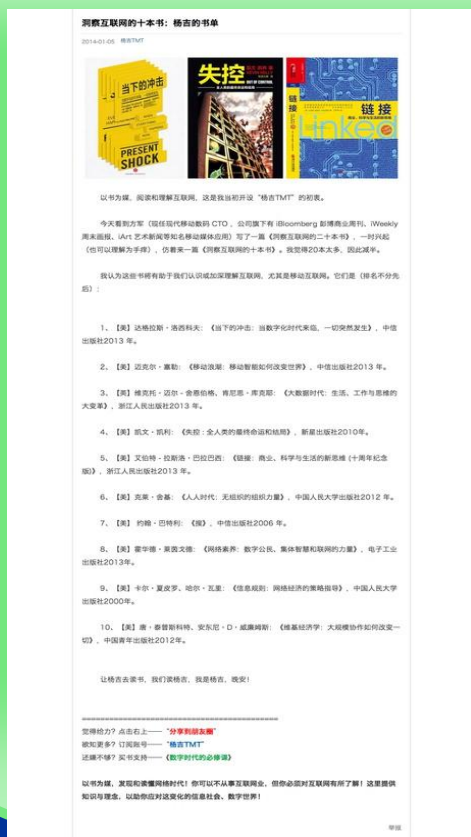 洞察互联网的十本书：杨吉的书单
2014-01-05 杨吉TMT
当下的冲击
PRESENT
SHOCK
失控
OUT OF CONTROL
链接
Linked
链接
以书为媒，阅读和理解互联网，这是我当初开设“杨吉TMT”的初衷。
今天看到方军（现任现代移动数码 CTO ，公司旗下有 iBloomberg 彭博商业周刊、iWeekly
周末画报、iArt 艺术新闻等知名移动媒体应用）写了一篇《洞察互联网的二十本书》，一时兴起
（也可以理解为手痒），仿着来一篇《洞察互联网的十本书》。我觉得20本太多，因此减半。
我认为这些书将有助于我们认识或加深理解互联网，尤其是移动互联网。它们是（排名不分先
后）：
1、【美】达格拉斯・洛西科夫：《当下的冲击：当数字化时代来临，一切突然发生》，中信
出版社2013 年。
2、【美】迈克尔・塞勒：《移动浪潮：移动智能如何改变世界》，中信出版社2013 年。
3、【美】维克托・迈尔－舍恩伯格、肯尼思・库克耶：《大数据时代：生活、工作与思维的
大变革》，浙江人民出版社2013 年。
4、【美】凯文・凯利：《失控 : 全人类的最终命运和结局》，新星出版社2010年。
5、【美】艾伯特・拉斯洛・巴拉巴西：《链接：商业、科学与生活的新思维 (十周年纪念
版)》，浙江人民出版社2013 年。
6、【美】克莱・舍基：《人人时代：无组织的组织力量》，中国人民大学出版社2012 年。
7、【美】 约翰・巴特利：《搜》，中信出版社2006 年。
8、【美】霍华德・莱茵戈德：《网络素养：数字公民、集体智慧和联网的力量》，电子工业
出版社2013年。
9、【美】卡尔・夏皮罗、哈尔・瓦里：《信息规则：网络经济的策略指导》，中国人民大学
出版社2000年。
10、【美】唐・泰普斯科特、安东尼・D・威廉姆斯：《维基经济学：大规模协作如何改变一
切》，中国青年出版社2012年。
让杨吉去读书，我们读杨吉，我是杨吉，晚安！
==========================================
觉得给力？点击右上——“分享到朋友圈”
欲知更多？订阅账号——“杨吉TMT”
还嫌不够？买书支持——《数字时代的必修课》
以书为媒，发现和读懂网络时代！你可以不从事互联网业，但你必须对互联网有所了解！这里提供
知识与理念，以助你应对这变化的信息社会、数字世界！
举报